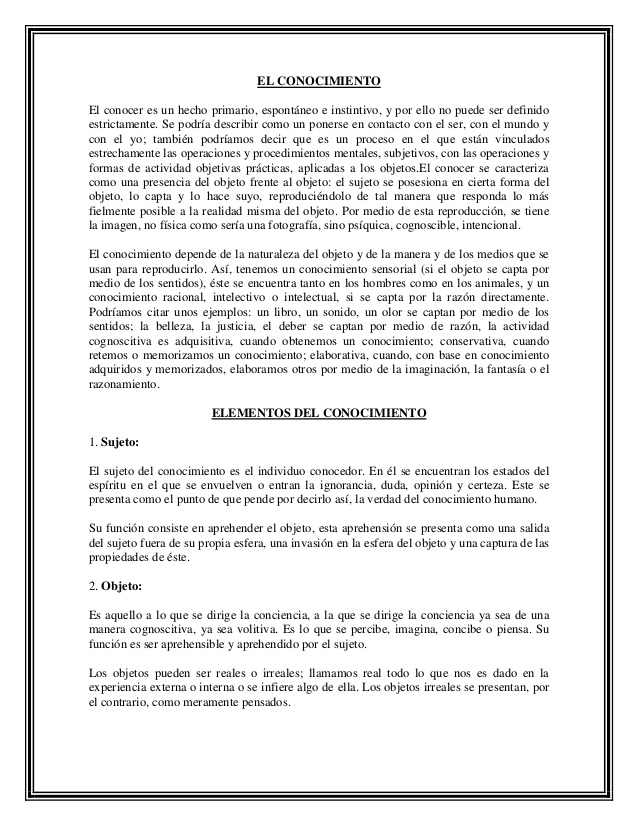 EL CONOCIMIENTO
El conocer es un hecho primario, espontáneo e instintivo, y por ello no puede ser definido
estrictamente. Se podría describir como un ponerse en contacto con el ser, con el mundo y
con el yo; también podríamos decir que es un proceso en el que están vinculados
estrechamente las operaciones y procedimientos mentales, subjetivos, con las operaciones y
formas de actividad objetivas prácticas, aplicadas a los objetos.El conocer se caracteriza
como una presencia del objeto frente al objeto: el sujeto se posesiona en cierta forma del
objeto, lo capta y lo hace suyo, reproduciéndolo de tal manera que responda lo más
fielmente posible a la realidad misma del objeto. Por medio de esta reproducción, se tiene
la imagen, no física como sería una fotografía, sino psíquica, cognoscible, intencional.
El conocimiento depende de la naturaleza del objeto y de la manera y de los medios que se
usan para reproducirlo. Así, tenemos un conocimiento sensorial (si el objeto se capta por
medio de los sentidos), éste se encuentra tanto en los hombres como en los animales, y un
conocimiento racional, intelectivo o intelectual, si se capta por la razón directamente.
Podríamos citar unos ejemplos: un libro, un sonido, un olor se captan por medio de los
sentidos; la belleza, la justicia, el deber se captan por medio de razón, la actividad
cognoscitiva es adquisitiva, cuando obtenemos un conocimiento; conservativa, cuando
retemos o memorizamos un conocimiento; elaborativa, cuando, con base en conocimiento
adquiridos y memorizados, elaboramos otros por medio de la imaginación, la fantasía o el
razonamiento.
ELEMENTOS DEL CONOCIMIENTO
1. Sujeto:
El sujeto del conocimiento es el individuo conocedor. En él se encuentran los estados del
espíritu en el que se envuelven o entran la ignorancia, duda, opinión y certeza. Este se
presenta como el punto de que pende por decirlo así, la verdad del conocimiento humano.
Su función consiste en aprehender el objeto, esta aprehensión se presenta como una salida
del sujeto fuera de su propia esfera, una invasión en la esfera del objeto y una captura de las
propiedades de éste.
2. Objeto:
Es aquello a lo que se dirige la conciencia, a la que se dirige la conciencia ya sea de una
manera cognoscitiva, ya sea volitiva. Es lo que se percibe, imagina, concibe o piensa. Su
función es ser aprehensible y aprehendido por el sujeto.
Los objetos pueden ser reales o irreales; llamamos real todo lo que nos es dado en la
experiencia externa o interna o se infiere algo de ella. Los objetos irreales se presentan, por
el contrario, como meramente pensados.